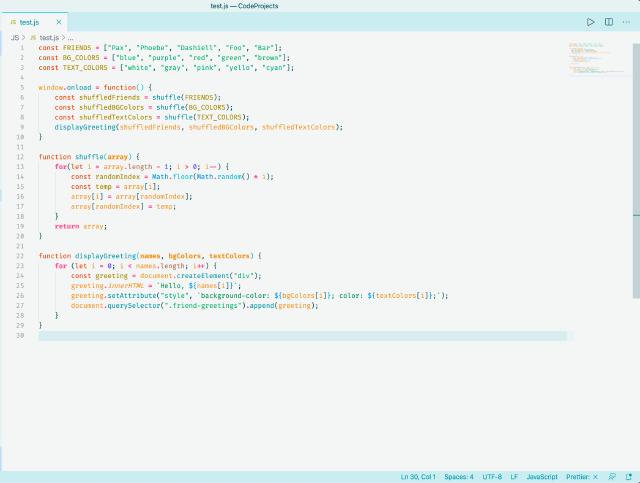 test.js — CodeProjects
JS test.js ×
JS > JS test.js > ...
1 const FRIENDS = ["Pax", "Phoebe", "Dashiell", "Foo", "Bar"];
2 const BG_COLORS = ["blue", "purple", "red", "green", "brown"];
3 const TEXT_COLORS = ["white", "gray", "pink", "yello", "cyan"];
4
5 window.onload = function() {
6 const shuffledFriends = shuffle(FRIENDS);
7 const shuffledBGColors = shuffle(BG_COLORS);
8 const shuffledTextColors = shuffle(TEXT_COLORS);
9 displayGreeting(shuffledFriends, shuffledBGColors, shuffledTextColors);
10 }
11
12 function shuffle(array) {
13 for(let i = array.length - 1; i > 0; i--) {
14 const randomIndex = Math.floor(Math.random() * i);
15 const temp = array[i];
16 array[i] = array[randomIndex];
17 array[randomIndex] = temp;
18 }
19 return array;
20 }
21
22 function displayGreeting(names, bgColors, textColors) {
23 for (let i = 0; i < names.length; i++) {
24 const greeting = document.createElement("div");
25 greeting.innerHTML = `Hello, ${names[i]}`;
26 greeting.setAttribute("style", `background-color: ${bgColors[i]}; color: ${textColors[i]};`);
27 document.querySelector(".friend-greetings").append(greeting);
28 }
29 }
30
Ln 30, Col 1 Spaces: 4 UTF-8 LF JavaScript Prettier: ×